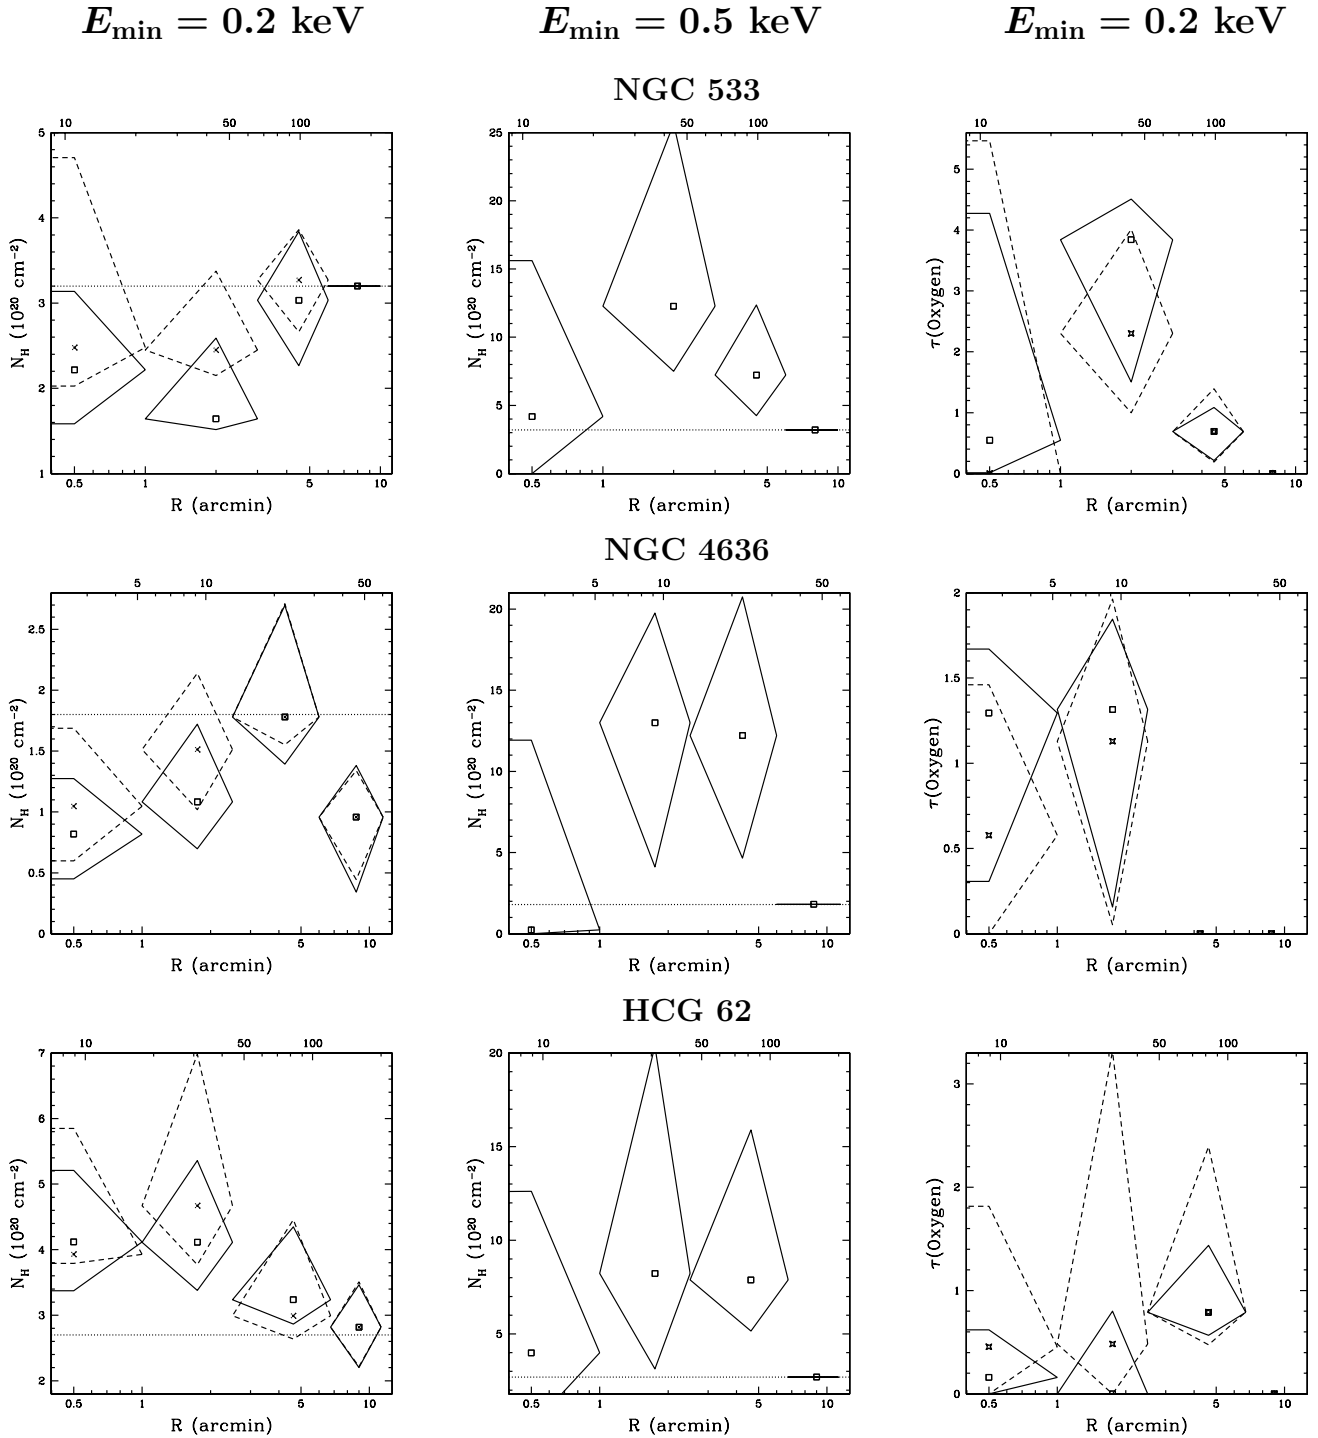 E_min = 0.2 keV E_min = 0.5 keV E_min = 0.2 keV
NGC 533
10 50 100
10 50 100
10 50 100
5
4
3
2
1
N_H (10^20 cm^-2)
0.5 1 5 10
R (arcmin)
25
20
15
10
5
0
N_H (10^20 cm^-2)
0.5 1 5 10
R (arcmin)
5
4
3
2
1
0
τ(Oxygen)
0.5 1 5 10
R (arcmin)
NGC 4636
5 10 50
5 10 50
5 10 50
2.5
2
1.5
1
0.5
0
N_H (10^20 cm^-2)
0.5 1 5 10
R (arcmin)
20
15
10
5
0
N_H (10^20 cm^-2)
0.5 1 5 10
R (arcmin)
2
1.5
1
0.5
0
τ(Oxygen)
0.5 1 5 10
R (arcmin)
HCG 62
10 50 100
10 50 100
10 50 100
7
6
5
4
3
2
N_H (10^20 cm^-2)
0.5 1 5 10
R (arcmin)
20
15
10
5
N_H (10^20 cm^-2)
0.5 1 5 10
R (arcmin)
3
2
1
0
τ(Oxygen)
0.5 1 5 10
R (arcmin)